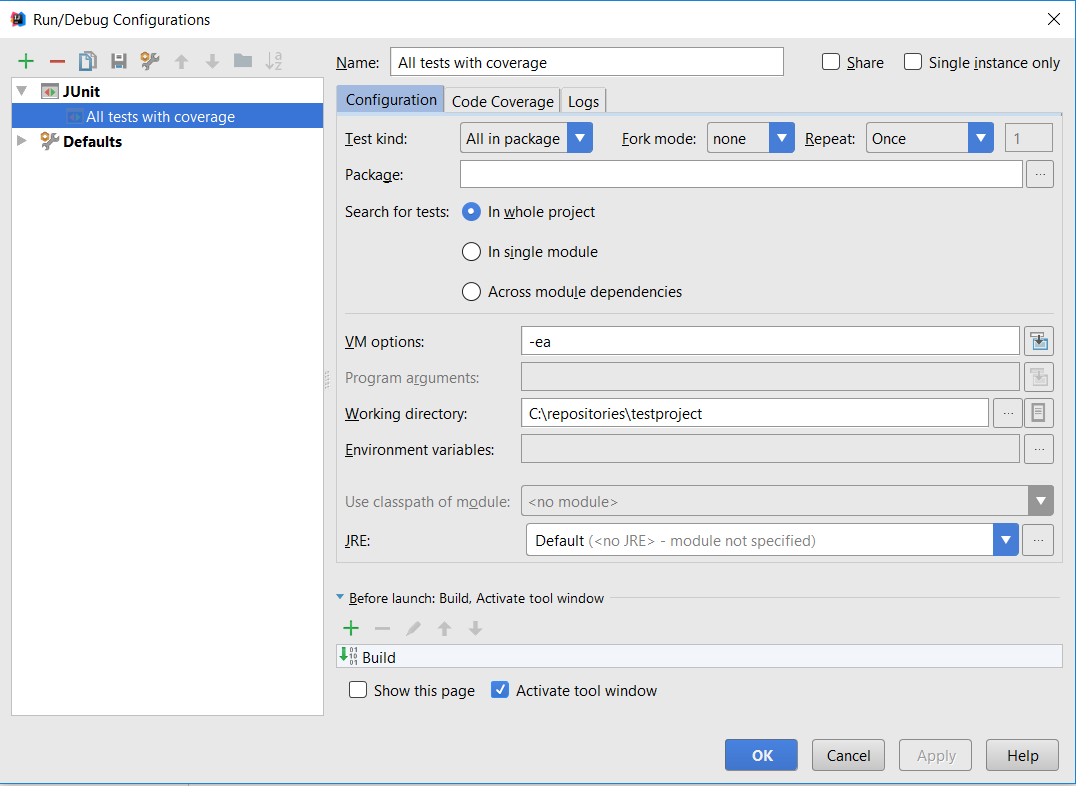 Run/Debug Configurations
Name: All tests with coverage Share Single instance only
JUnit
All tests with coverage
Defaults
Configuration Code Coverage Logs
Test kind: All in package Fork mode: none Repeat: Once 1
Package: ...
Search for tests: In whole project
In single module
Across module dependencies
VM options: -ea
Program arguments:
Working directory: C:\repositories\testproject ...
Environment variables: ...
Use classpath of module: <no module>
JRE: Default (<no JRE> - module not specified) ...
Before launch: Build, Activate tool window
Build
Show this page Activate tool window
OK Cancel Apply Help